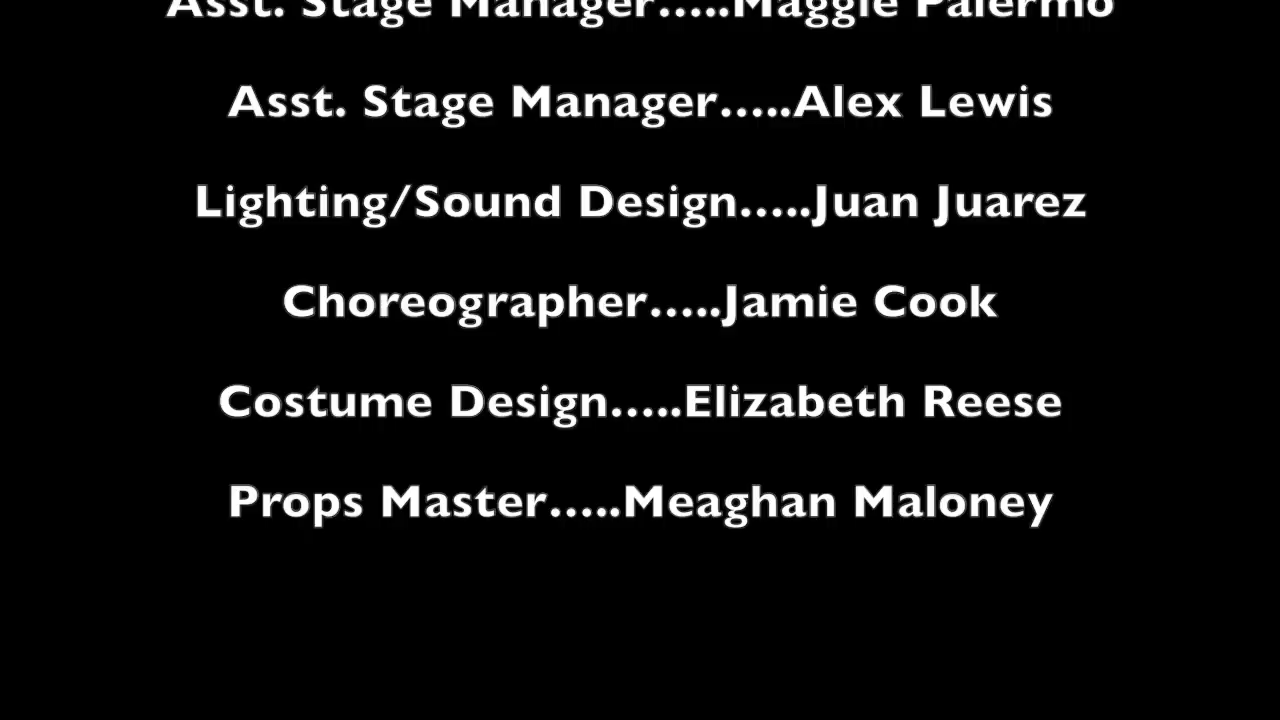 Asst. Stage Manager…..Maggie Palermo
Asst. Stage Manager…..Alex Lewis
Lighting/Sound Design…..Juan Juarez
Choreographer…..Jamie Cook
Costume Design…..Elizabeth Reese
Props Master…..Meaghan Maloney